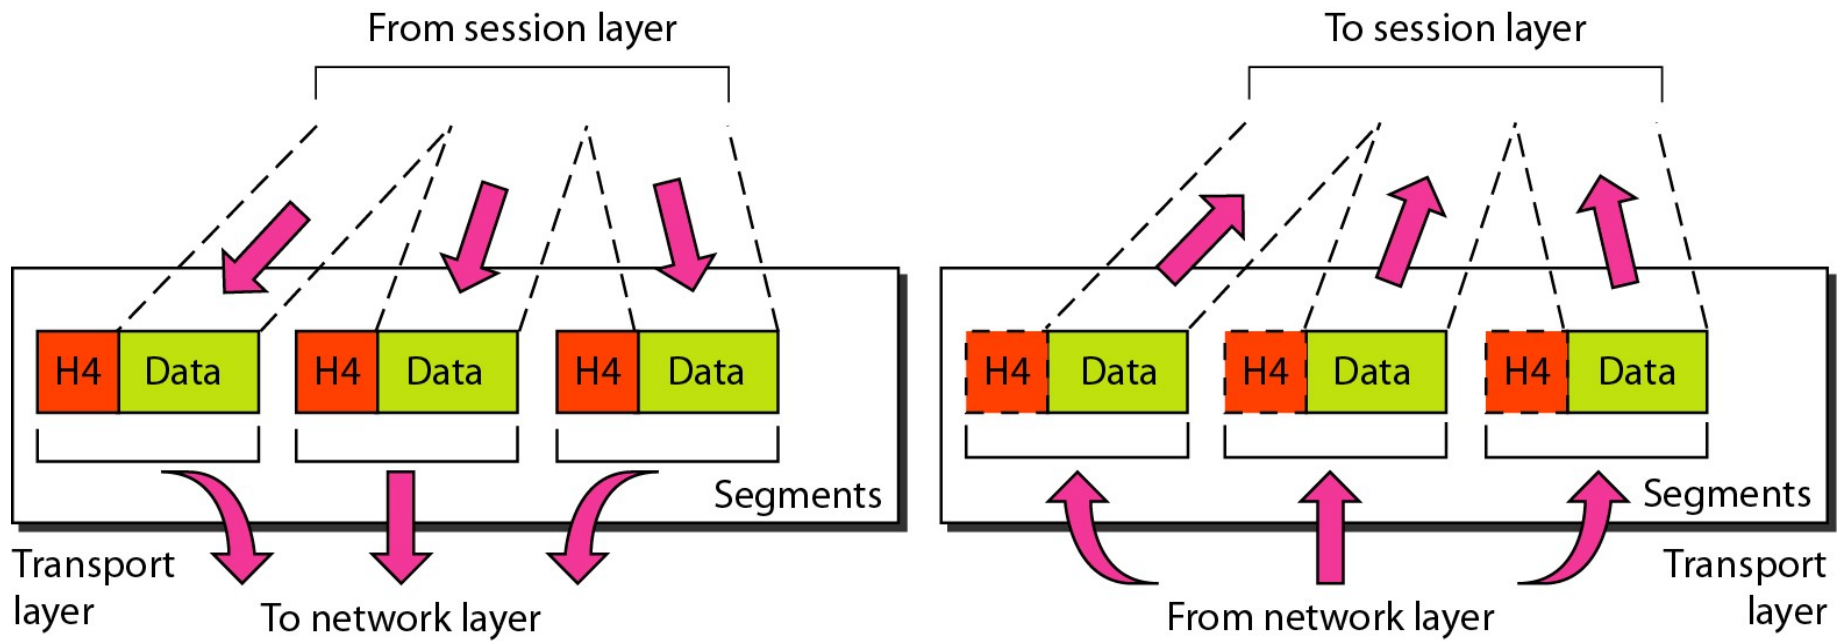 From session layer
H4 Data H4 Data H4 Data
Segments
Transport
layer
To network layer
To session layer
H4 Data H4 Data H4 Data
Segments
From network layer
Transport
layer